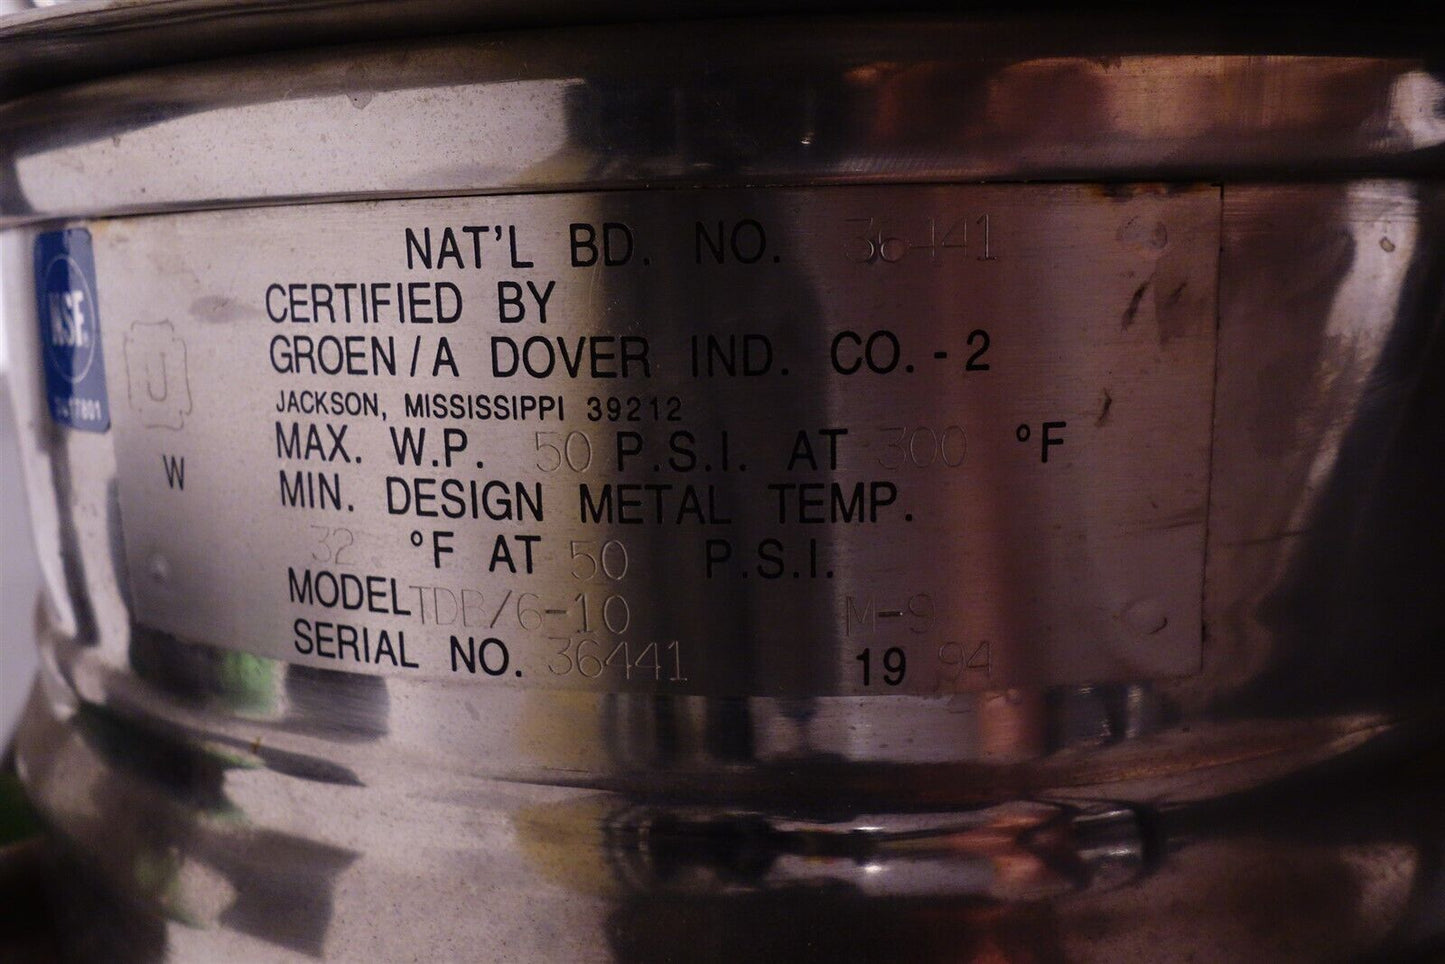 NAT'L BD. NO. 36441
CERTIFIED BY
GROEN/A DOVER IND. CO.-2
JACKSON, MISSISSIPPI 39212
MAX. W.P. 50 P.S.I. AT 300 °F
MIN. DESIGN METAL TEMP.
32 °F AT 50 P.S.I.
MODEL TDB/6-10 M-9
SERIAL NO. 36441 19 94
NSF
U
W